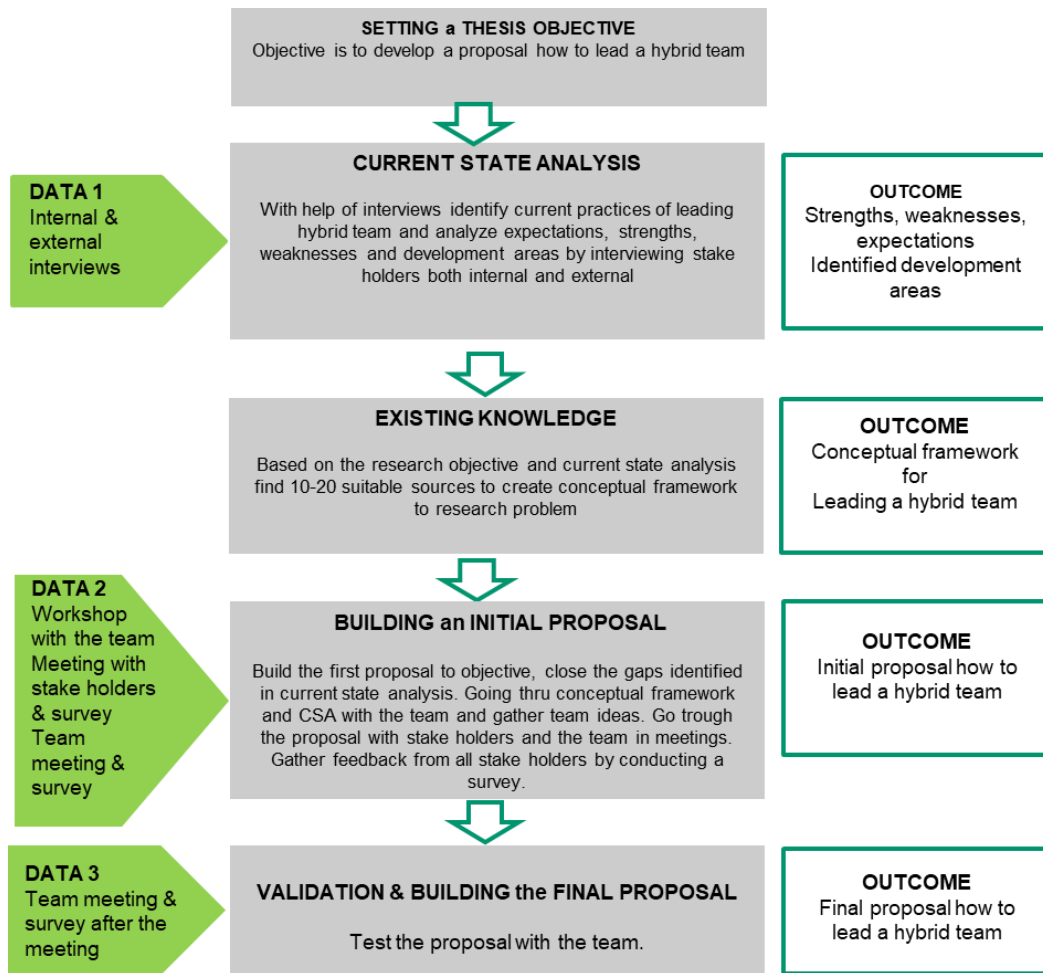 SETTING a THESIS OBJECTIVE
Objective is to develop a proposal how to lead a hybrid team
DATA 1
Internal &
external
interviews
CURRENT STATE ANALYSIS
With help of interviews identify current practices of leading
hybrid team and analyze expectations, strengths,
weaknesses and development areas by interviewing stake
holders both internal and external
OUTCOME
Strengths, weaknesses,
expectations
Identified development
areas
EXISTING KNOWLEDGE
Based on the research objective and current state analysis
find 10-20 suitable sources to create conceptual framework
to research problem
OUTCOME
Conceptual framework
for
Leading a hybrid team
DATA 2
Workshop
with the team
Meeting with
stake holders
& survey
Team
meeting &
survey
BUILDING an INITIAL PROPOSAL
Build the first proposal to objective, close the gaps identified
in current state analysis. Going thru conceptual framework
and CSA with the team and gather team ideas. Go trough
the proposal with stake holders and the team in meetings.
Gather feedback from all stake holders by conducting a
survey.
OUTCOME
Initial proposal how to
lead a hybrid team
DATA 3
Team meeting &
survey after the
meeting
VALIDATION & BUILDING the FINAL PROPOSAL
Test the proposal with the team.
OUTCOME
Final proposal how to
lead a hybrid team